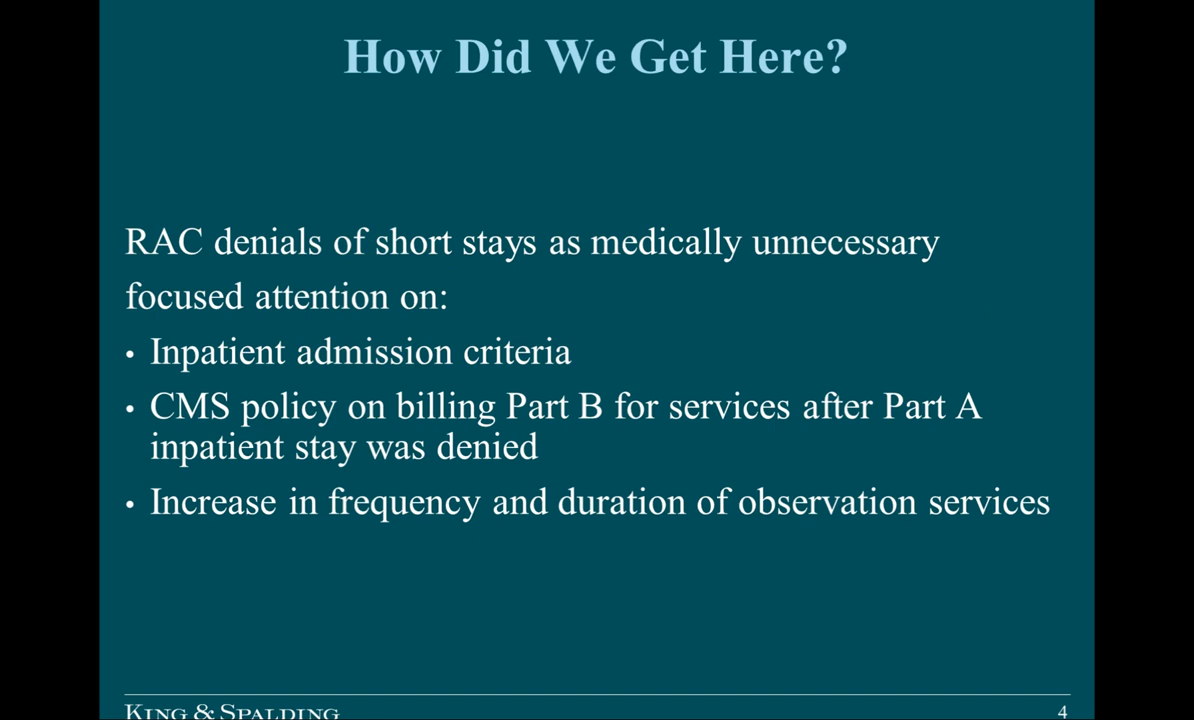 How Did We Get Here?
RAC denials of short stays as medically unnecessary
focused attention on:
• Inpatient admission criteria
• CMS policy on billing Part B for services after Part A
inpatient stay was denied
• Increase in frequency and duration of observation services
KING & SPALDING
4